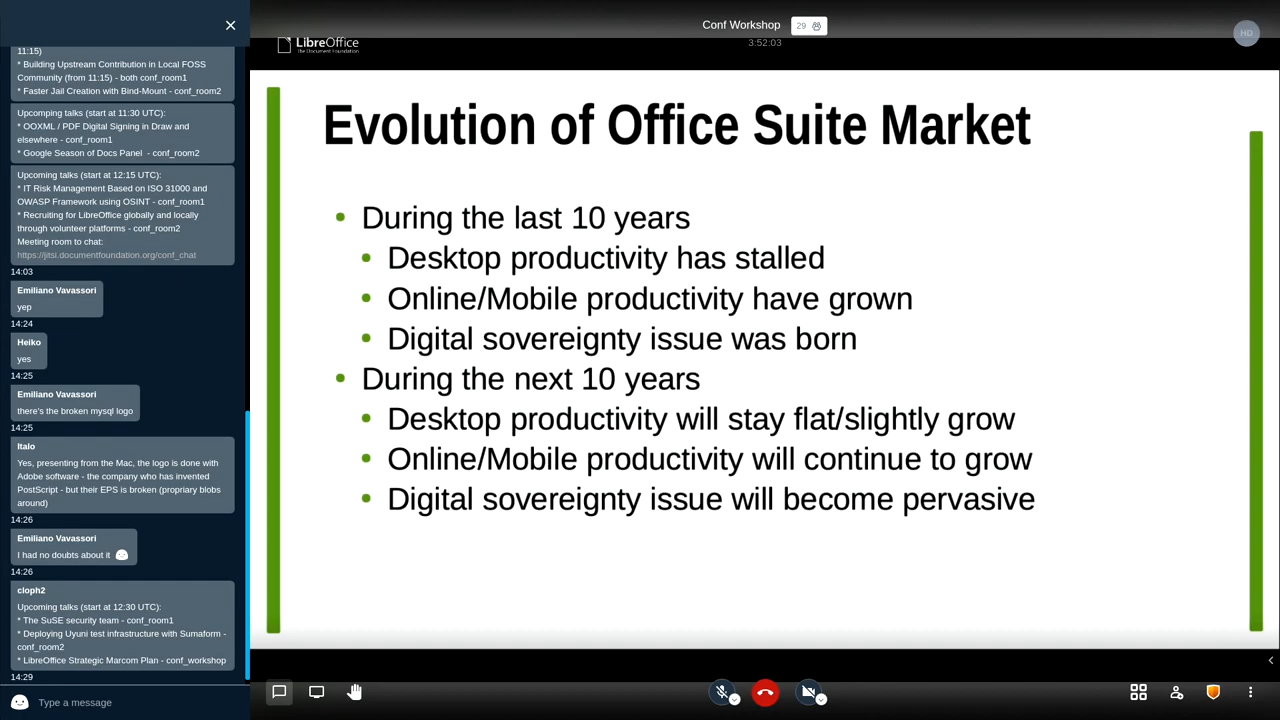 11:15)
* Building Upstream Contribution in Local FOSS
Community (from 11:15) - both conf_room1
* Faster Jail Creation with Bind-Mount - conf_room2
Upcomping talks (start at 11:30 UTC):
* OOXML / PDF Digital Signing in Draw and
elsewhere - conf_room1
* Google Season of Docs Panel - conf_room2
Upcoming talks (start at 12:15 UTC):
* IT Risk Management Based on ISO 31000 and
OWASP Framework using OSINT - conf_room1
* Recruiting for LibreOffice globally and locally
through volunteer platforms - conf_room2
Meeting room to chat:
https://jitsi.documentfoundation.org/conf_chat
14:03
Emiliano Vavassori
yep
14:24
Heiko
yes
14:25
Emiliano Vavassori
there's the broken mysql logo
14:25
Italo
Yes, presenting from the Mac, the logo is done with
Adobe software - the company who has invented
PostScript - but their EPS is broken (propriary blobs
around)
14:26
Emiliano Vavassori
I had no doubts about it
14:26
cloph2
Upcoming talks (start at 12:30 UTC):
* The SuSE security team - conf_room1
* Deploying Uyuni test infrastructure with Sumaform -
conf_room2
* LibreOffice Strategic Marcom Plan - conf_workshop
14:29
Type a message
Conf Workshop 29
3:52:03
HD
LibreOffice
The Document Foundation
Evolution of Office Suite Market
• During the last 10 years
• Desktop productivity has stalled
• Online/Mobile productivity have grown
• Digital sovereignty issue was born
• During the next 10 years
• Desktop productivity will stay flat/slightly grow
• Online/Mobile productivity will continue to grow
• Digital sovereignty issue will become pervasive